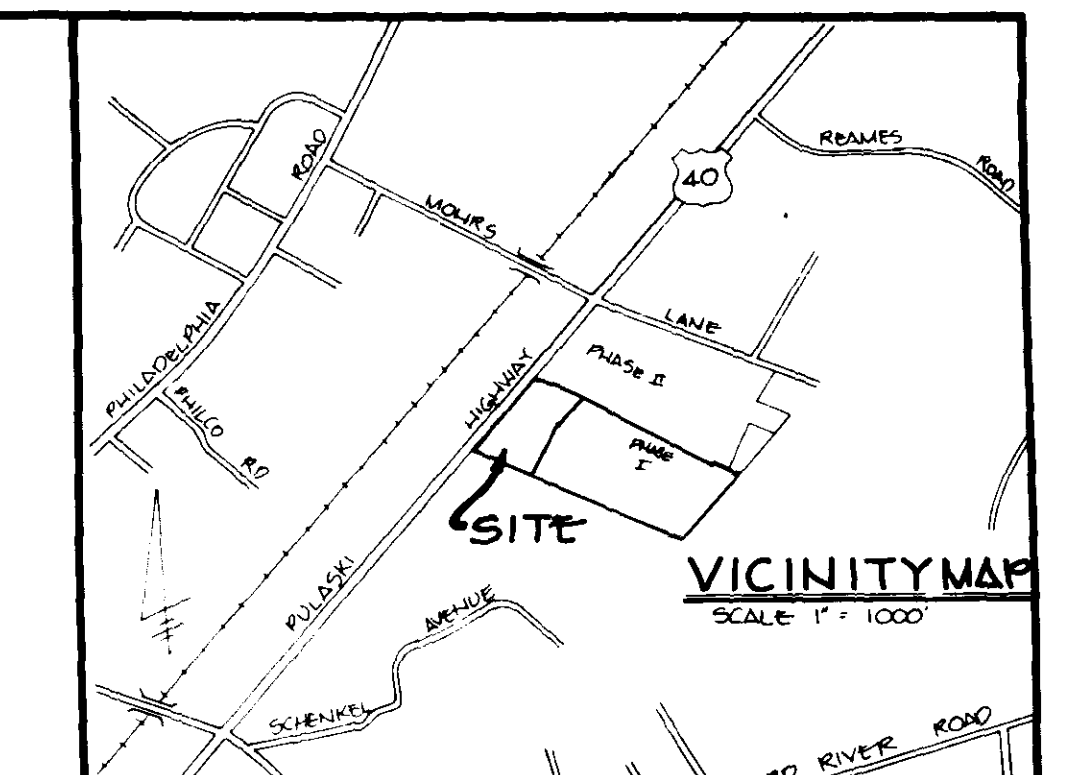 REAMES ROAD
40
ROAD
MOHRS
LANE
PHILADELPHIA
PHASE II
HIGHWAY
PHILCO RD
PHASE
I
SITE
VICINITY MAP
SCALE 1" = 1000'
PULASKI
AVENUE
SCHENKEL
RIVER ROAD